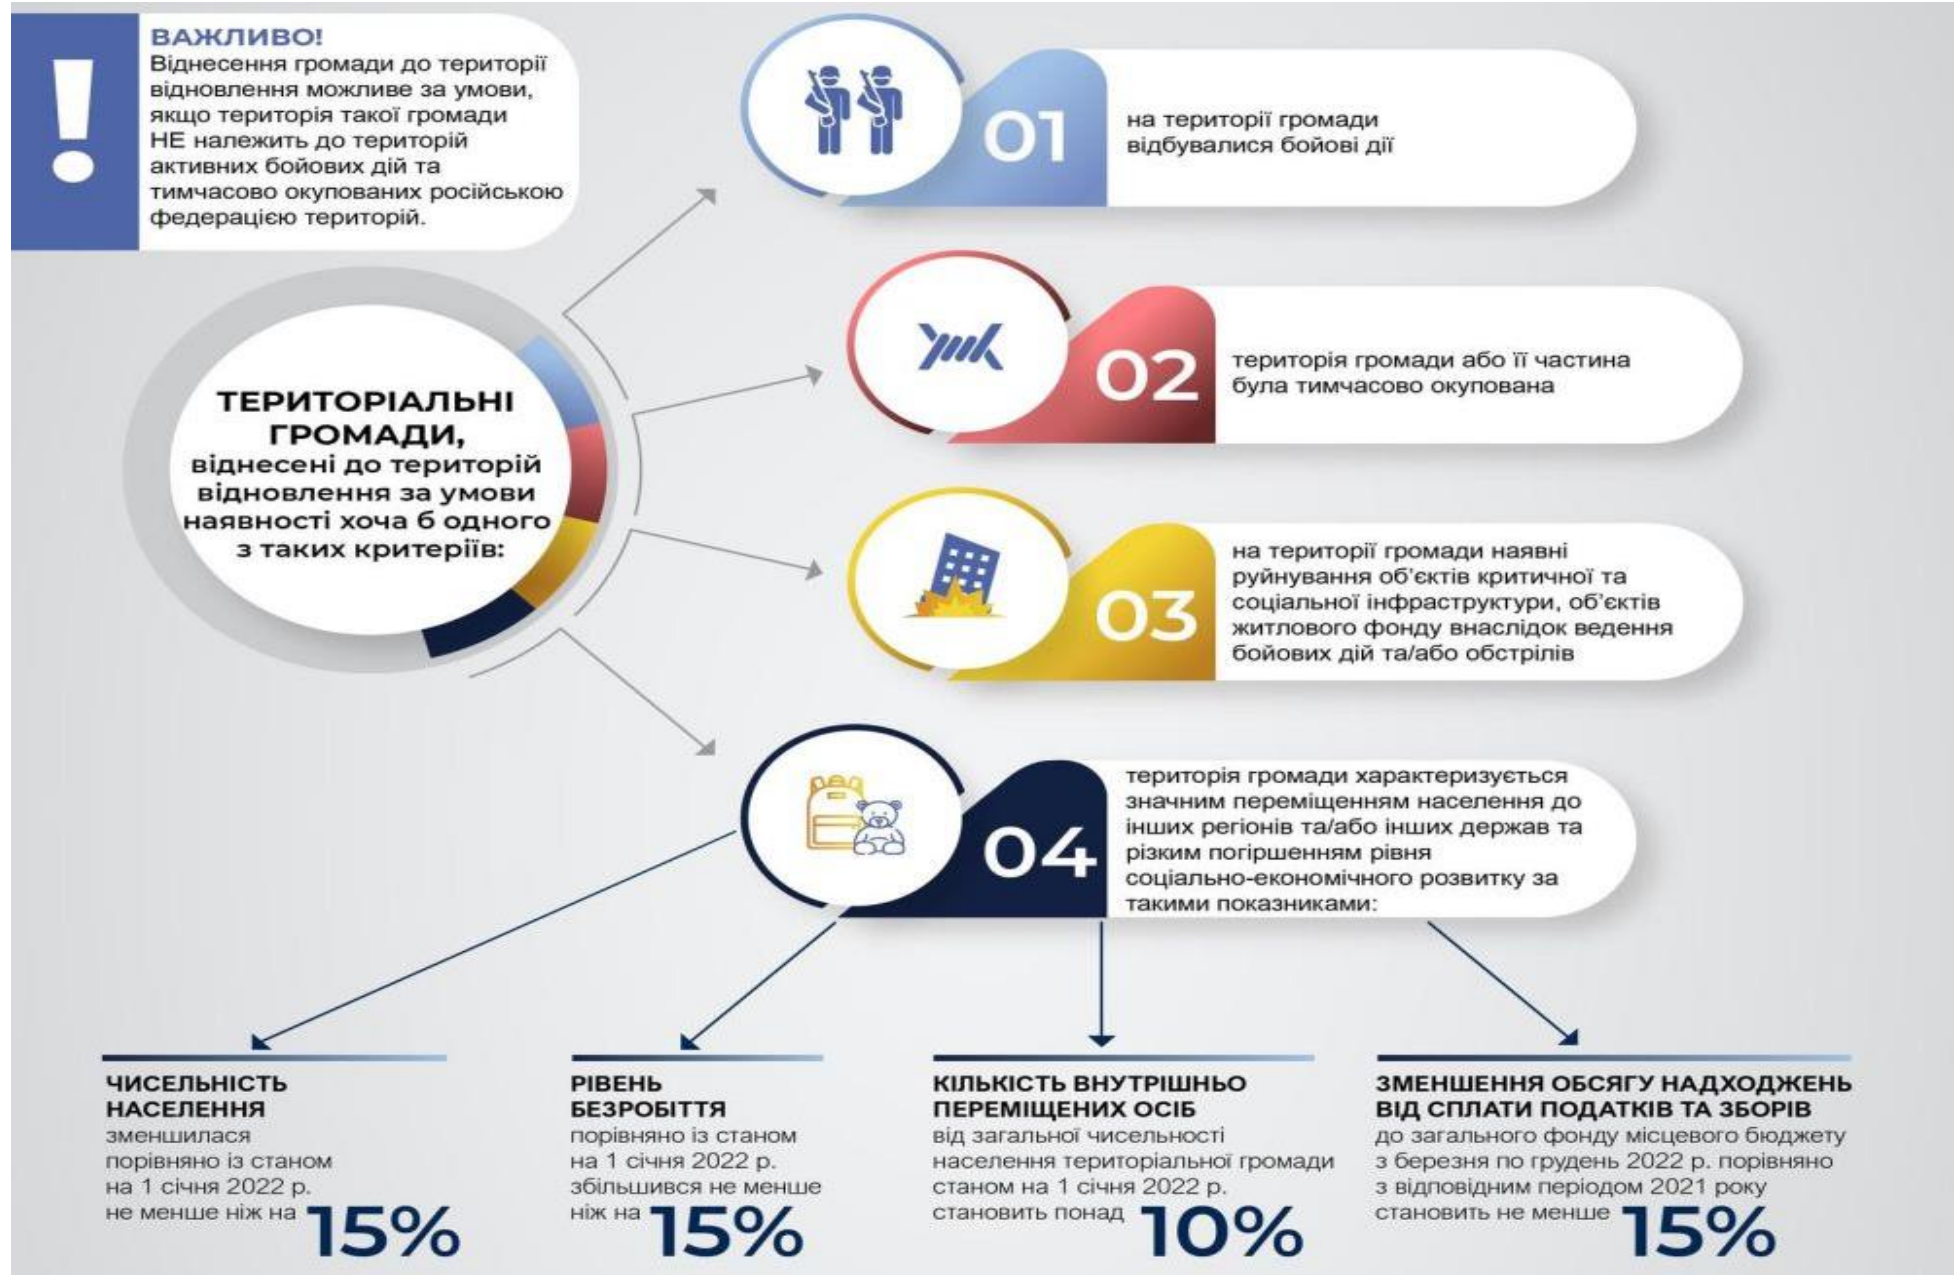 ВАЖЛИВО!
Віднесення громади до території
відновлення можливе за умови,
якщо територія такої громади
НЕ належить до територій
активних бойових дій та
тимчасово окупованих російською
федерацією територій.
ТЕРИТОРІАЛЬНІ
ГРОМАДИ,
віднесені до територій
відновлення за умови
наявності хоча б одного
з таких критеріїв:
01
на території громади
відбувалися бойові дії
02
територія громади або її частина
була тимчасово окупована
03
на території громади наявні
руйнування об'єктів критичної та
соціальної інфраструктури, об'єктів
житлового фонду внаслідок ведення
бойових дій та/або обстрілів
04
територія громади характеризується
значним переміщенням населення до
інших регіонів та/або інших держав та
різким погіршенням рівня
соціально-економічного розвитку за
такими показниками:
ЧИСЕЛЬНІСТЬ
НАСЕЛЕННЯ
зменшилася
порівняно із станом
на 1 січня 2022 р.
не менше ніж на 15%
РІВЕНЬ
БЕЗРОБІТТЯ
порівняно із станом
на 1 січня 2022 р.
збільшився не менше
ніж на 15%
КІЛЬКІСТЬ ВНУТРІШНЬО
ПЕРЕМІЩЕНИХ ОСІБ
від загальної чисельності
населення територіальної громади
станом на 1 січня 2022 р.
становить понад 10%
ЗМЕНШЕННЯ ОБСЯГУ НАДХОДЖЕНЬ
ВІД СПЛАТИ ПОДАТКІВ ТА ЗБОРІВ
до загального фонду місцевого бюджету
з березня по грудень 2022 р. порівняно
з відповідним періодом 2021 року
становить не менше 15%